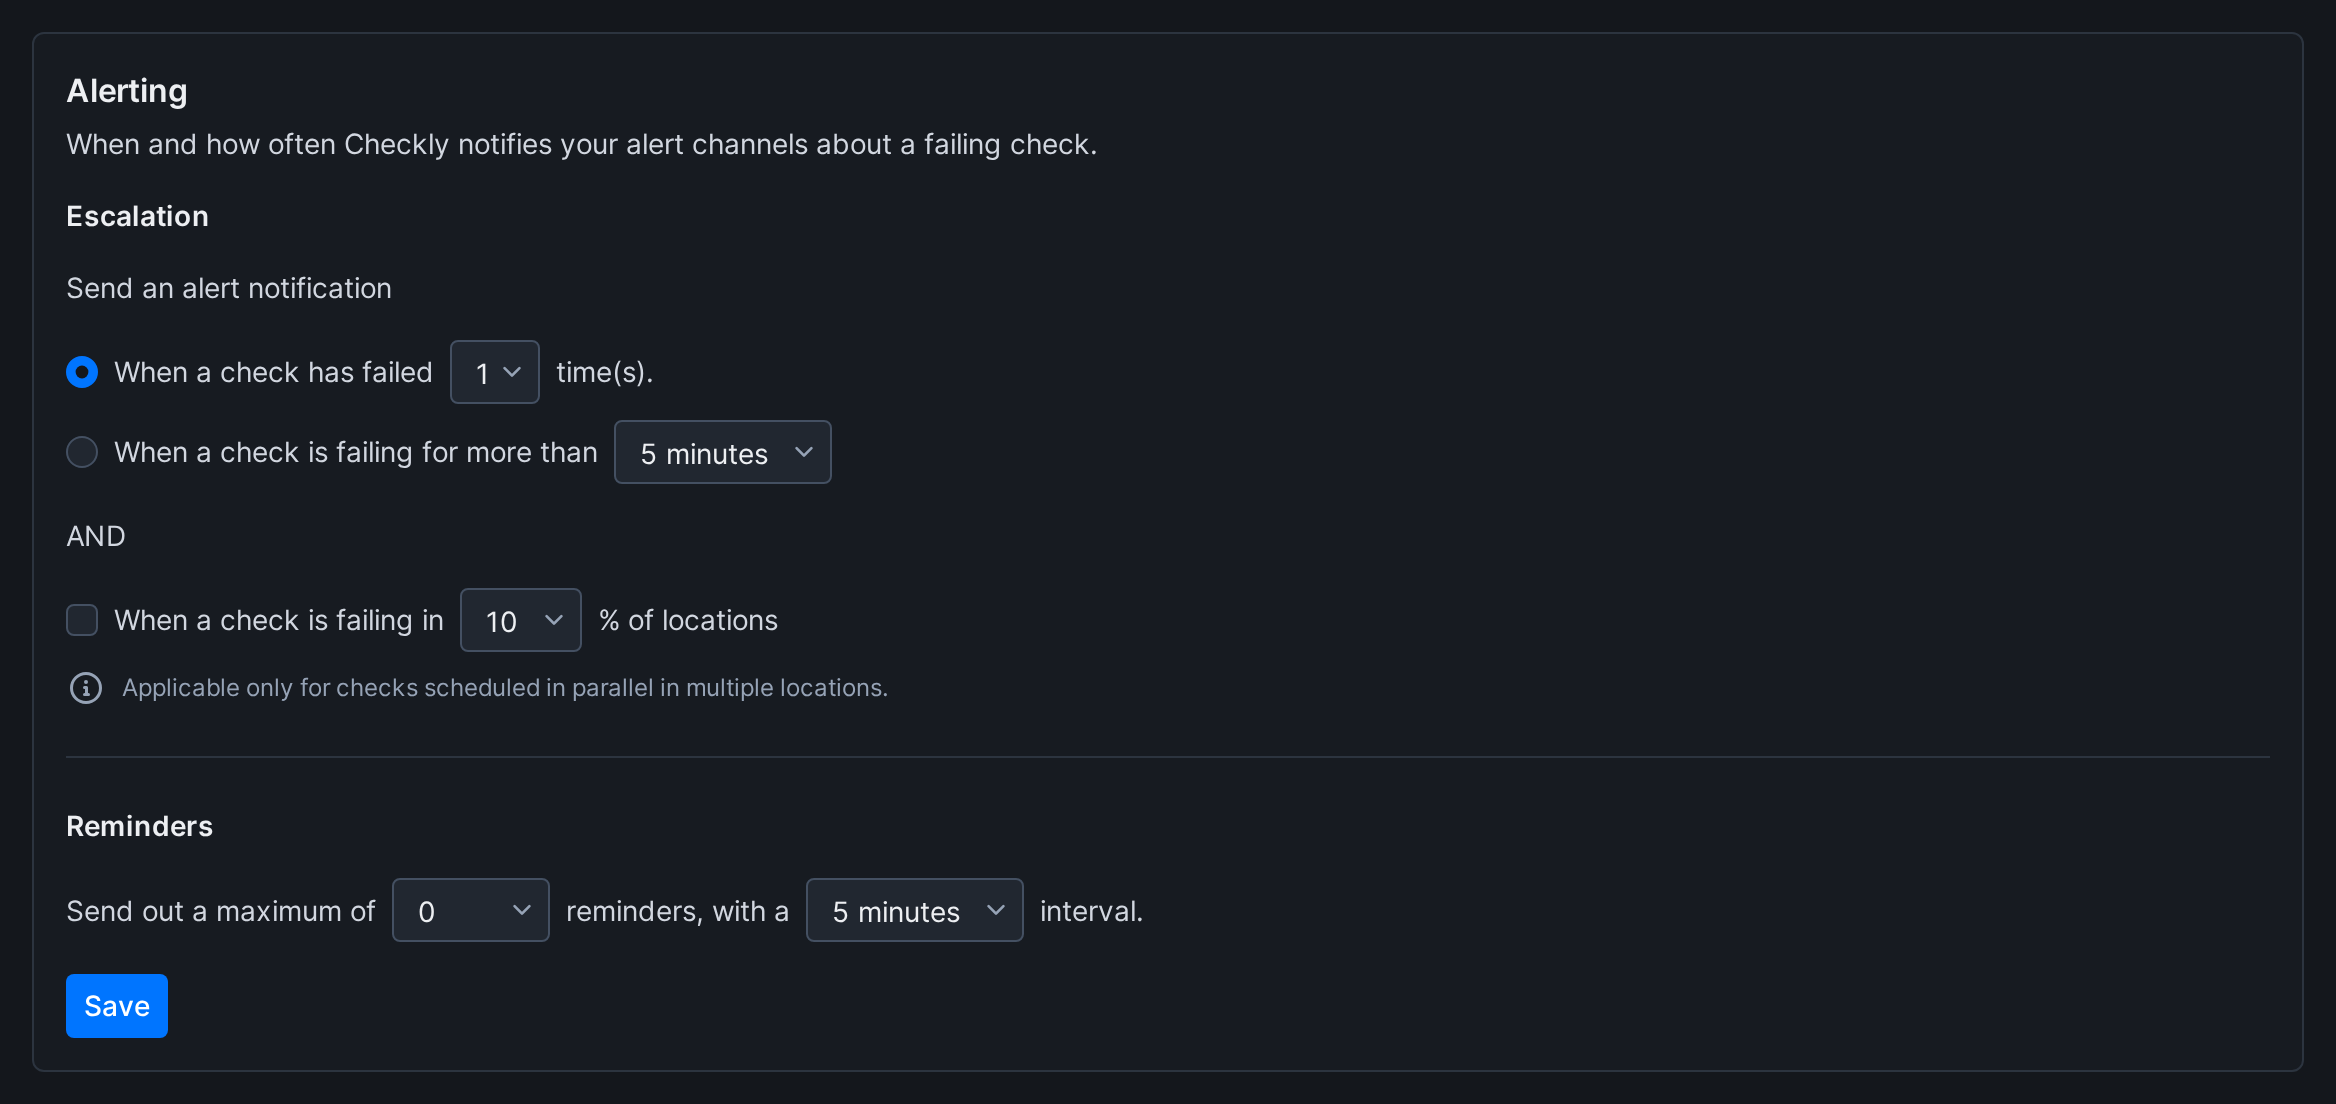 Alerting
When and how often Checkly notifies your alert channels about a failing check.
Escalation
Send an alert notification
When a check has failed 1 time(s).
When a check is failing for more than 5 minutes
AND
When a check is failing in 10 % of locations
Applicable only for checks scheduled in parallel in multiple locations.
Reminders
Send out a maximum of 0 reminders, with a 5 minutes interval.
Save